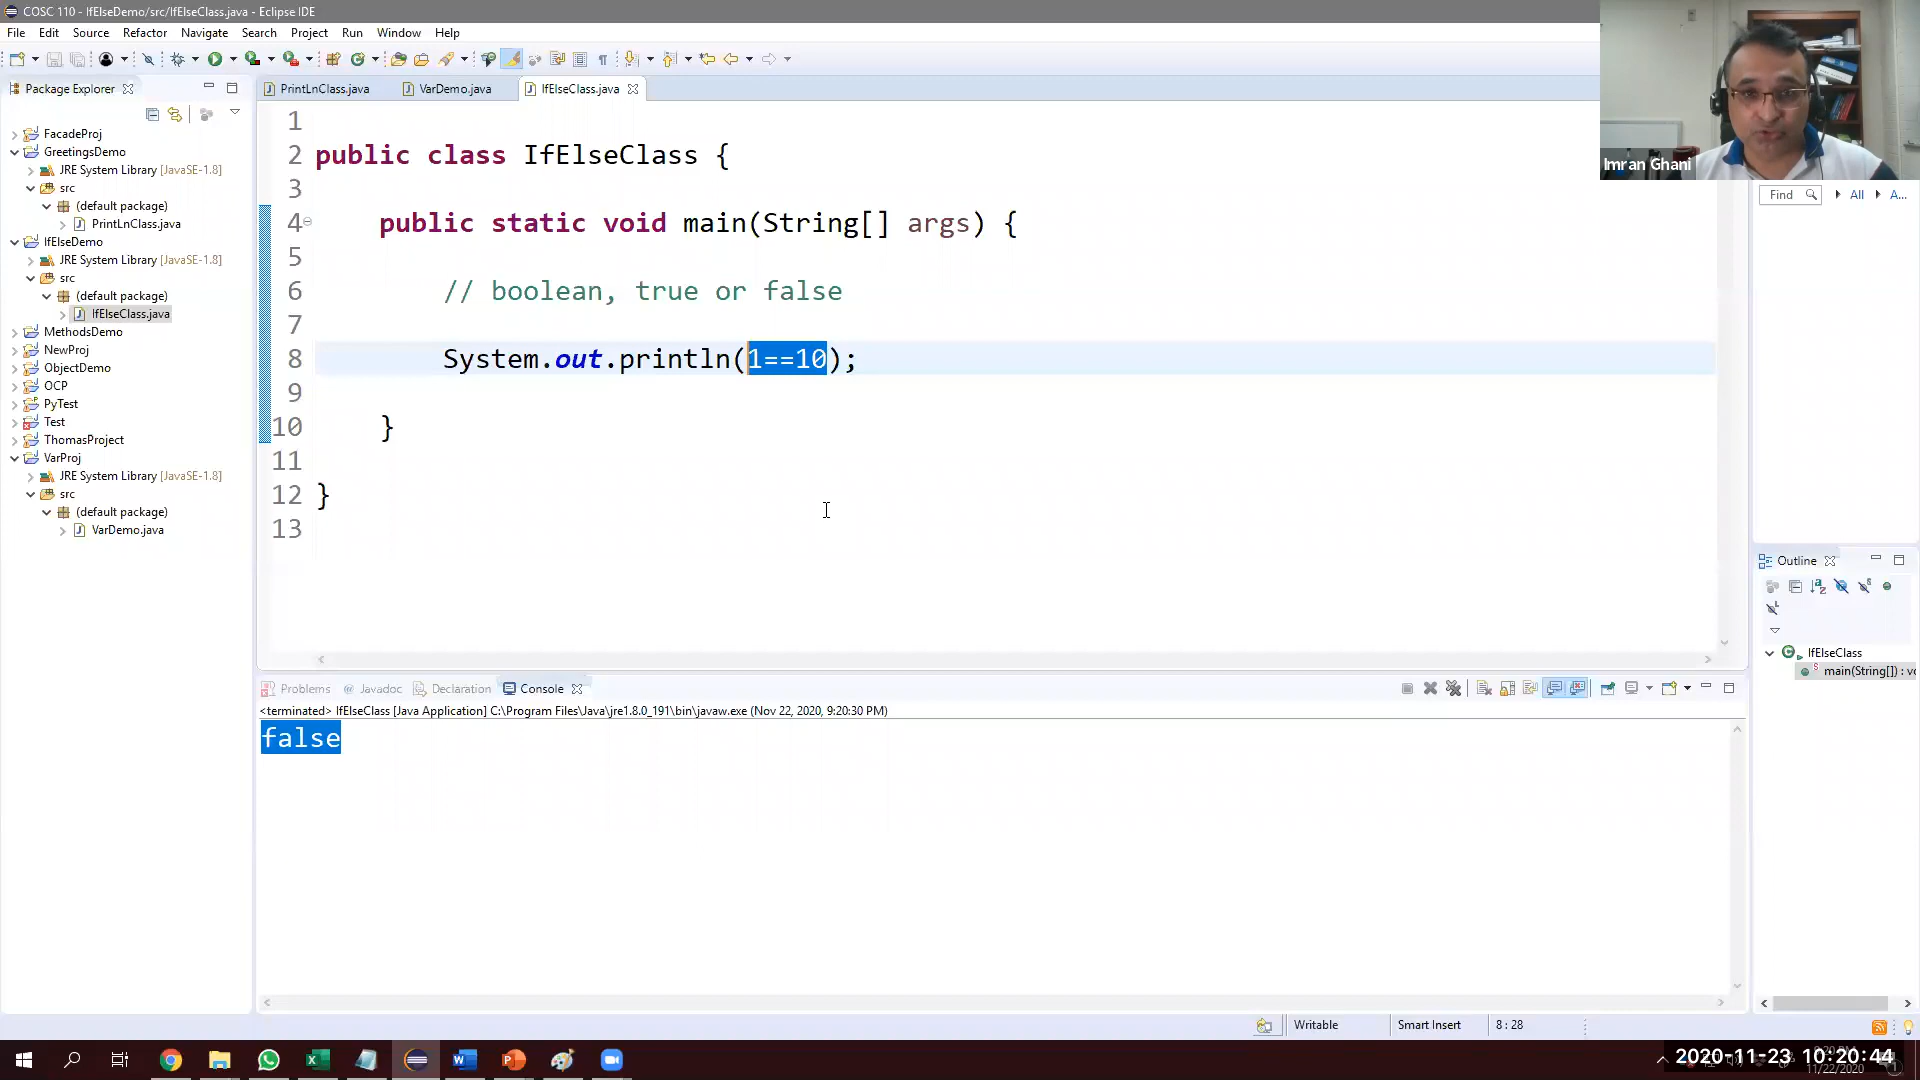 COSC 110 - IfElseDemo/src/IfElseClass.java - Eclipse IDE
File Edit Source Refactor Navigate Search Project Run Window Help
Package Explorer
PrintLnClass.java VarDemo.java IfElseClass.java
FacadeProj
GreetingsDemo
JRE System Library [JavaSE-1.8]
src
(default package)
PrintLnClass.java
IfElseDemo
JRE System Library [JavaSE-1.8]
src
(default package)
IfElseClass.java
MethodsDemo
NewProj
ObjectDemo
OCP
PyTest
Test
ThomasProject
VarProj
JRE System Library [JavaSE-1.8]
src
(default package)
VarDemo.java
1
2 public class IfElseClass {
3
4 public static void main(String[] args) {
5
6 // boolean, true or false
7
8 System.out.println(1==10);
9
10 }
11
12 }
13
Imran Ghani
Find All A...
Outline
IfElseClass
main(String[]) : vo
Problems Javadoc Declaration Console
<terminated> IfElseClass [Java Application] C:\Program Files\Java\jre1.8.0_191\bin\javaw.exe (Nov 22, 2020, 9:20:30 PM)
false
Writable Smart Insert 8 : 28
2020-11-23 10:20:44
11/22/2020